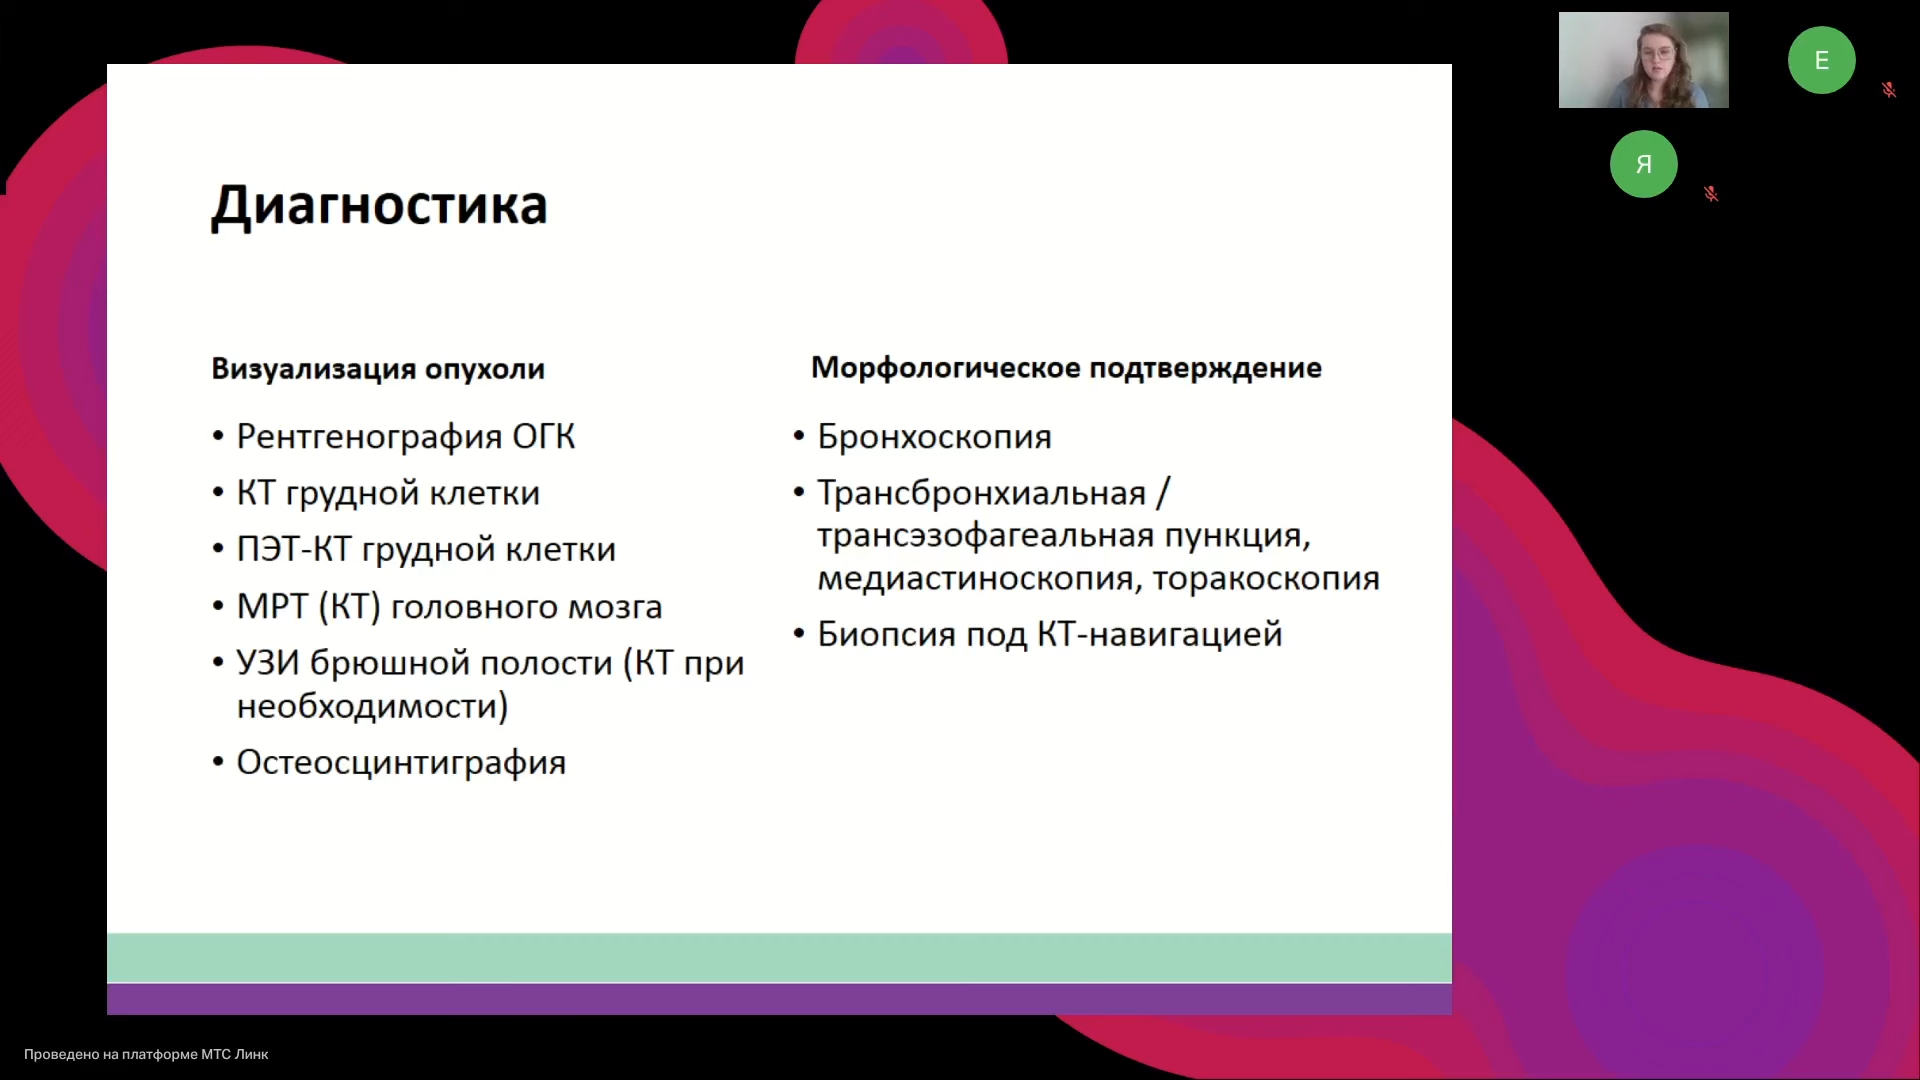 Диагностика
Визуализация опухоли
• Рентгенография ОГК
• КТ грудной клетки
• ПЭТ-КТ грудной клетки
• МРТ (КТ) головного мозга
• УЗИ брюшной полости (КТ при
необходимости)
• Остеосцинтиграфия
Морфологическое подтверждение
• Бронхоскопия
• Трансбронхиальная /
трансэзофагеальная пункция,
медиастиноскопия, торакоскопия
• Биопсия под КТ-навигацией
Е
Я
Проведено на платформе МТС Линк